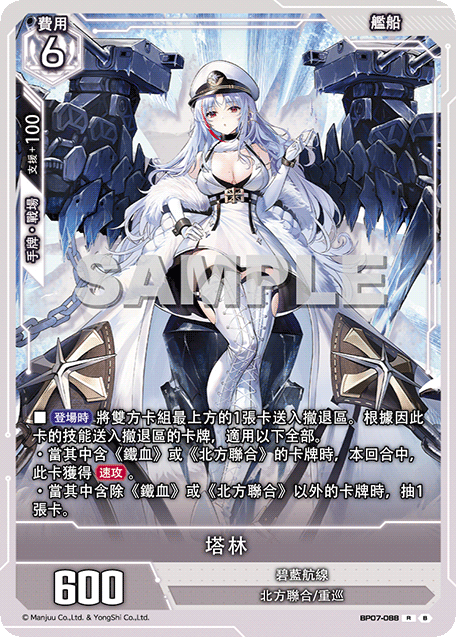 費用
6
艦船
支援+100
手牌・戰場
SAMPLE
■ 登場時 將雙方卡組最上方的1張卡送入撤退區。根據因此
卡的技能送入撤退區的卡牌，適用以下全部。
・當其中含《鐵血》或《北方聯合》的卡牌時，本回合中，
此卡獲得 速攻 。
・當其中含除《鐵血》或《北方聯合》以外的卡牌時，抽1
張卡。
塔林
600
碧藍航線
北方聯合/重巡
© Manjuu Co.,Ltd. & YongShi Co.,Ltd.
BP07-088 R B